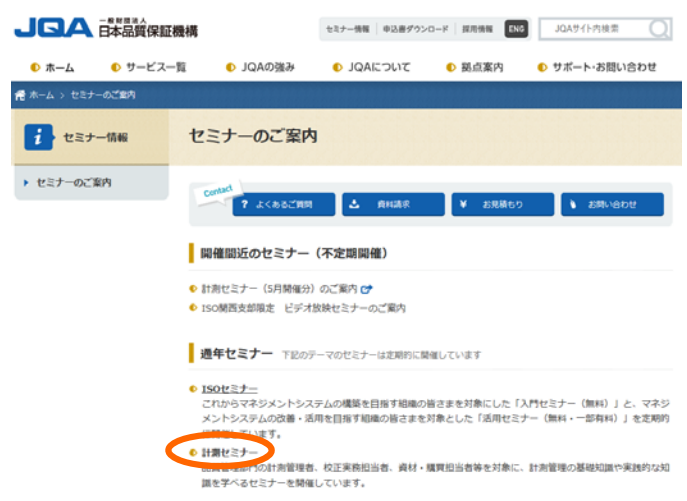 JQA 一般財団法人
日本品質保証機構
セミナー情報 申込書ダウンロード 採用情報 ENG JQAサイト内検索
ホーム サービス一覧 JQAの強み JQAについて 拠点案内 サポート・お問い合わせ
ホーム > セミナーのご案内
i セミナー情報
セミナーのご案内
セミナーのご案内
Contact
? よくあるご質問 資料請求 ¥ お見積もり お問い合わせ
開催間近のセミナー（不定期開催）
計測セミナー（5月開催分）のご案内
ISO関西支部限定 ビデオ放映セミナーのご案内
通年セミナー 下記のテーマのセミナーは定期的に開催しています
ISOセミナー
これからマネジメントシステムの構築を目指す組織の皆さまを対象にした「入門セミナー（無料）」と、マネジ
メントシステムの改善・活用を目指す組織の皆さまを対象とした「活用セミナー（無料・一部有料）」を定期的
に開催しています。
計測セミナー
品質管理部門の計測管理者、校正実務担当者、資材・購買担当者等を対象に、計測管理の基礎知識や実践的な知
識を学べるセミナーを開催しています。